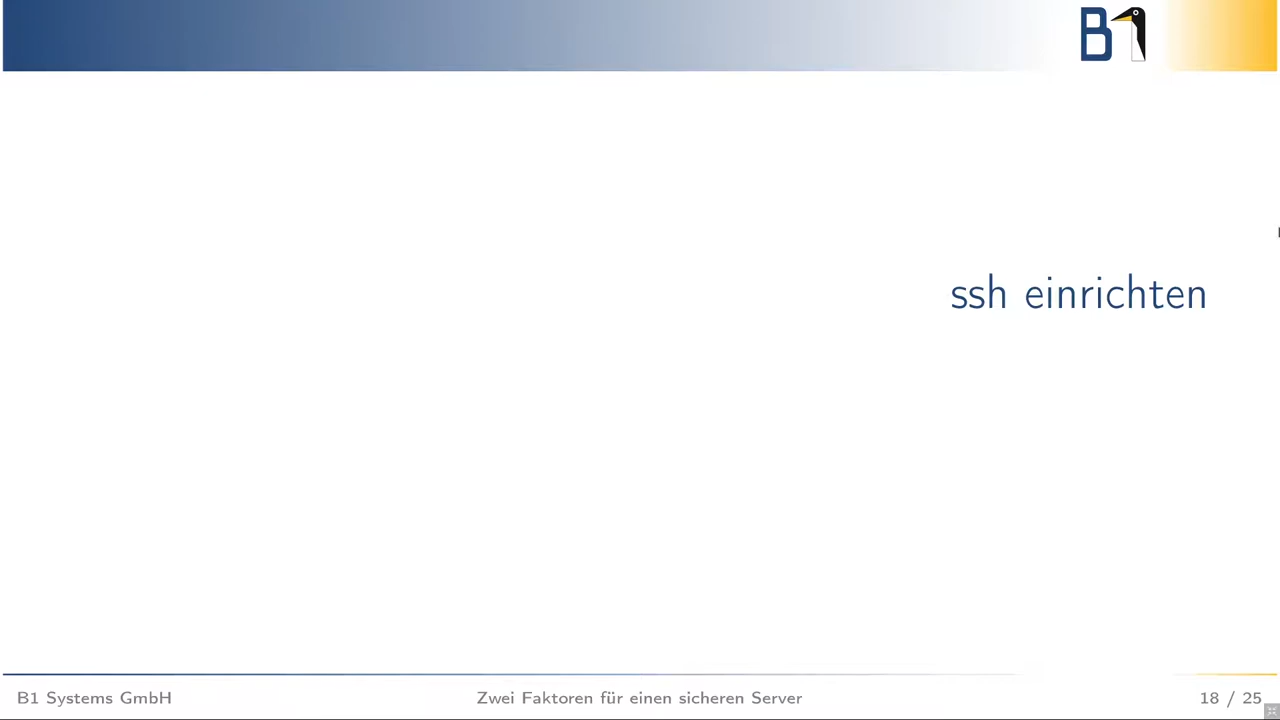 B1
ssh einrichten
B1 Systems GmbH
Zwei Faktoren für einen sicheren Server
18 / 25